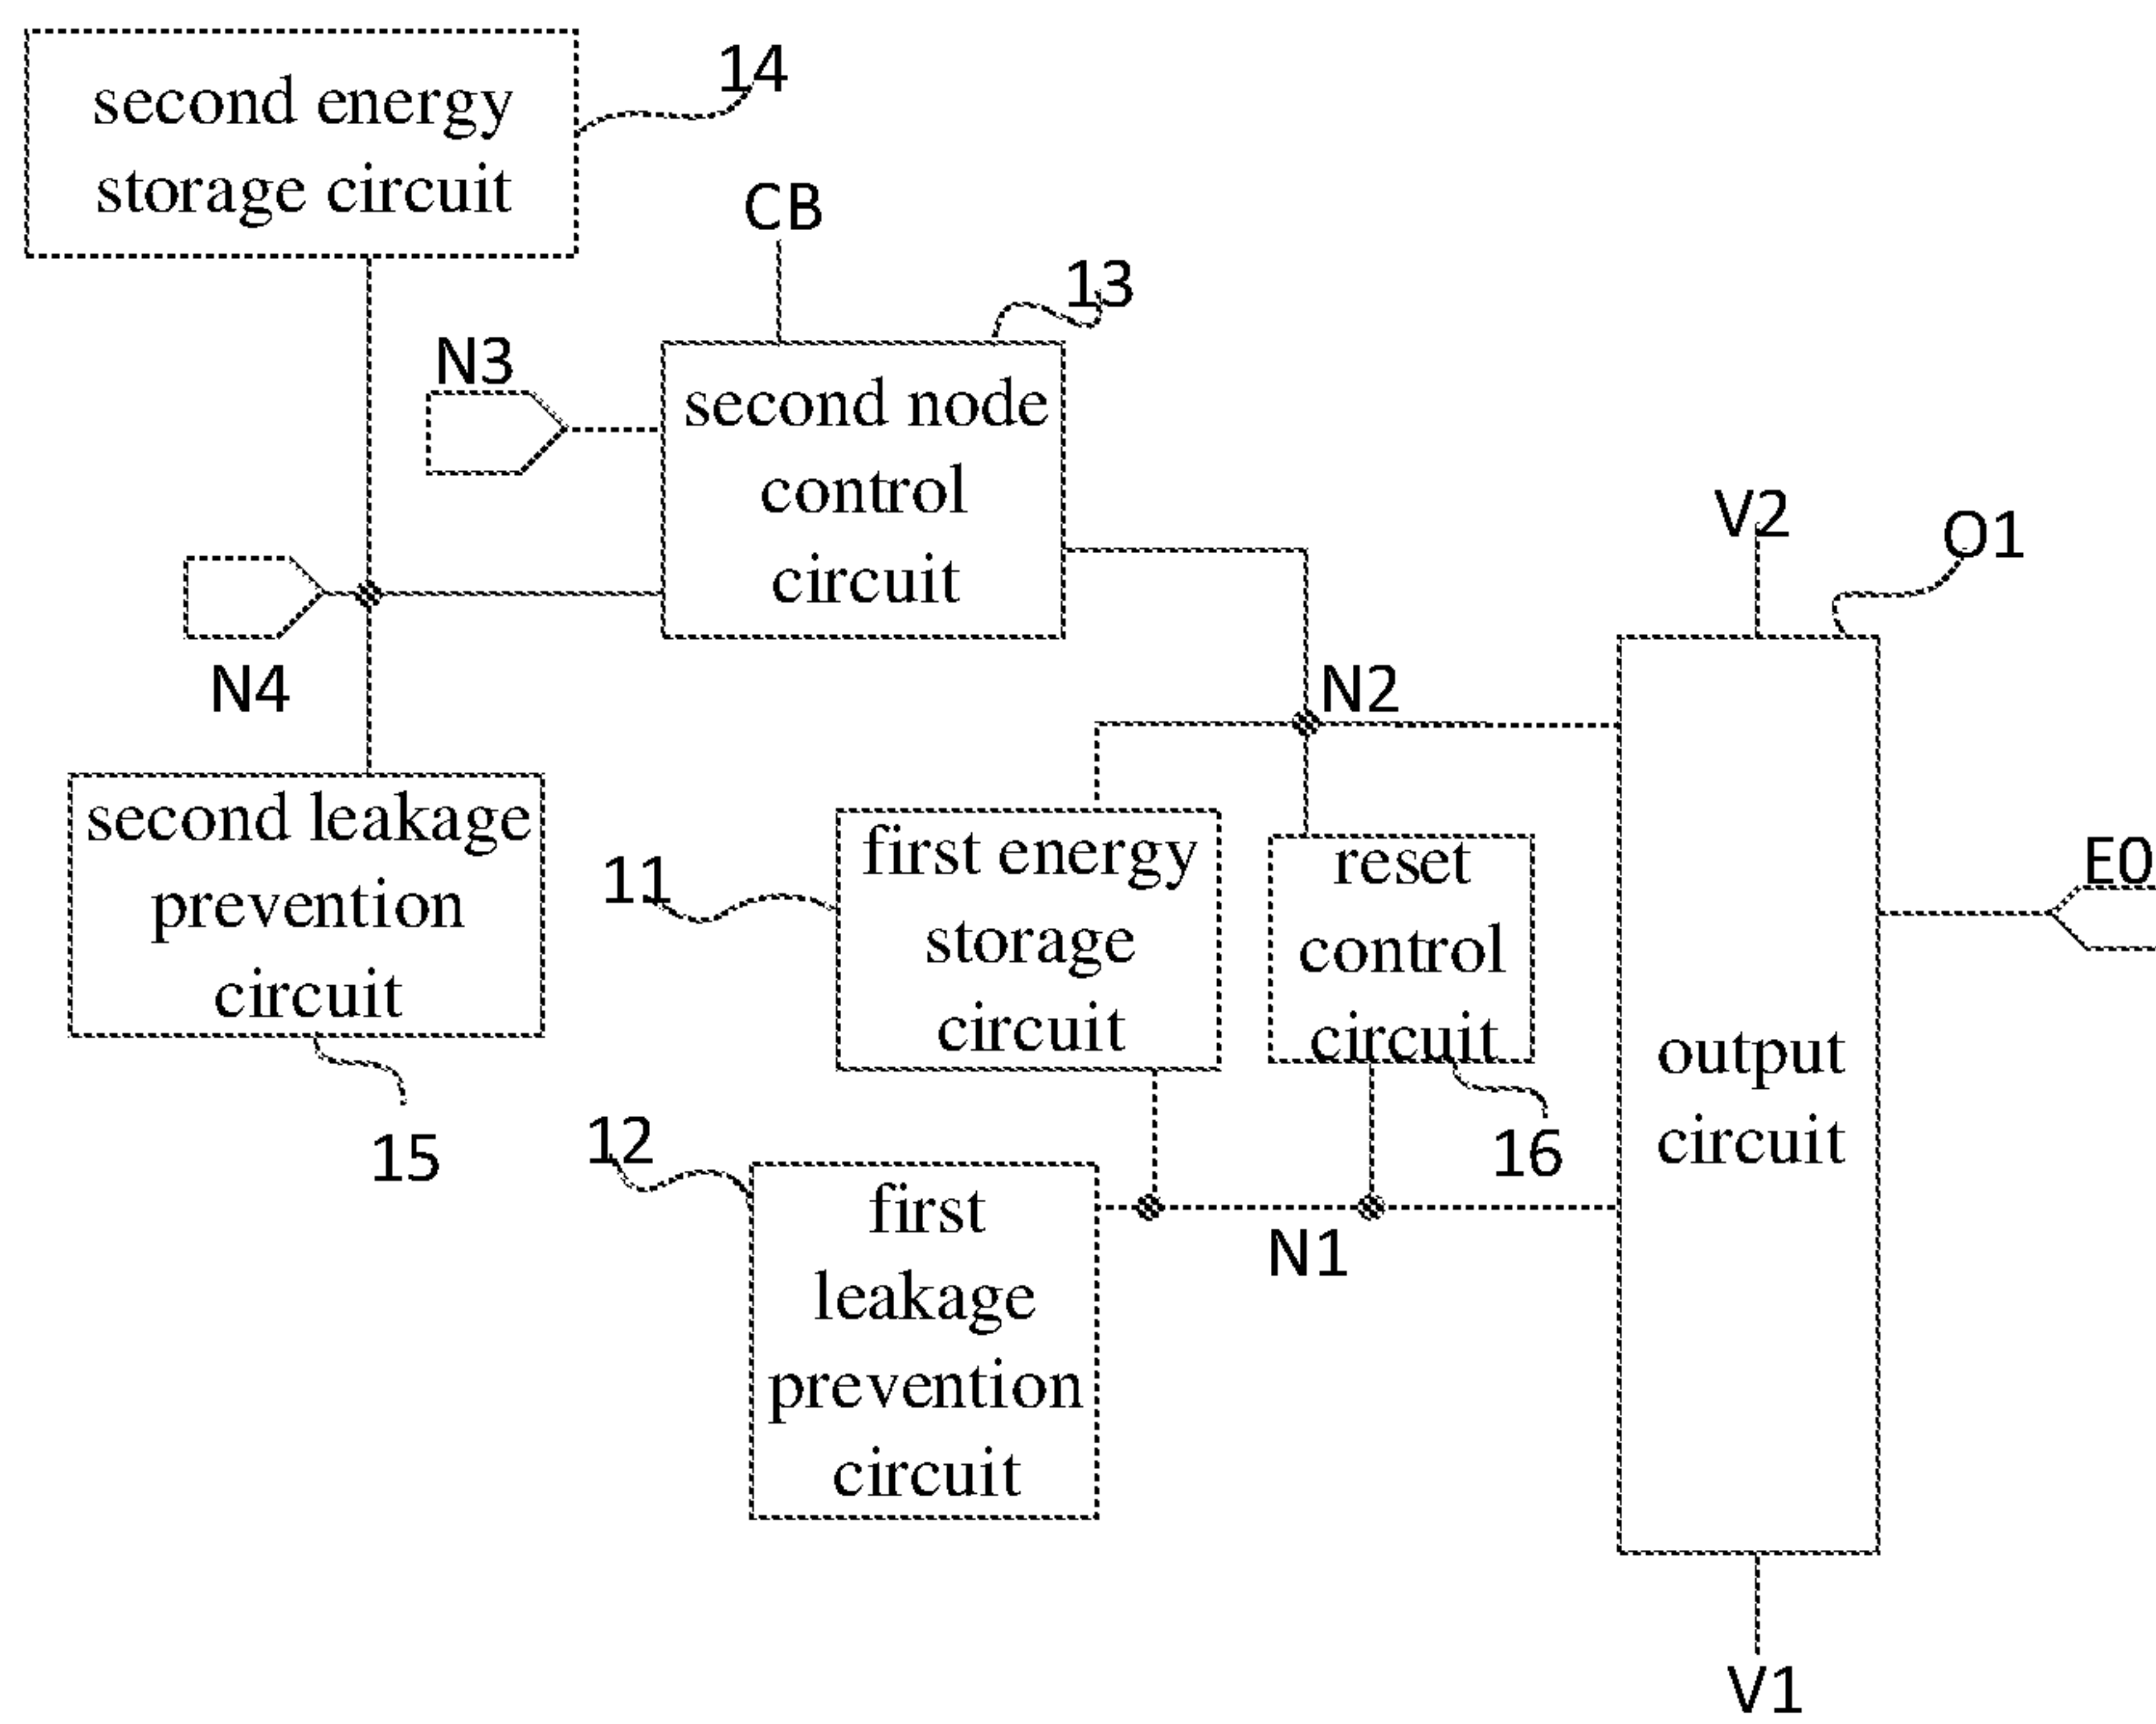 second energy
storage circuit
14
CB
13
N3
second node
control
circuit
V2
O1
N4
N2
second leakage
prevention
circuit
15
11
first energy
storage
circuit
reset
control
circuit
16
E0
output
circuit
12
first
leakage
prevention
circuit
N1
V1